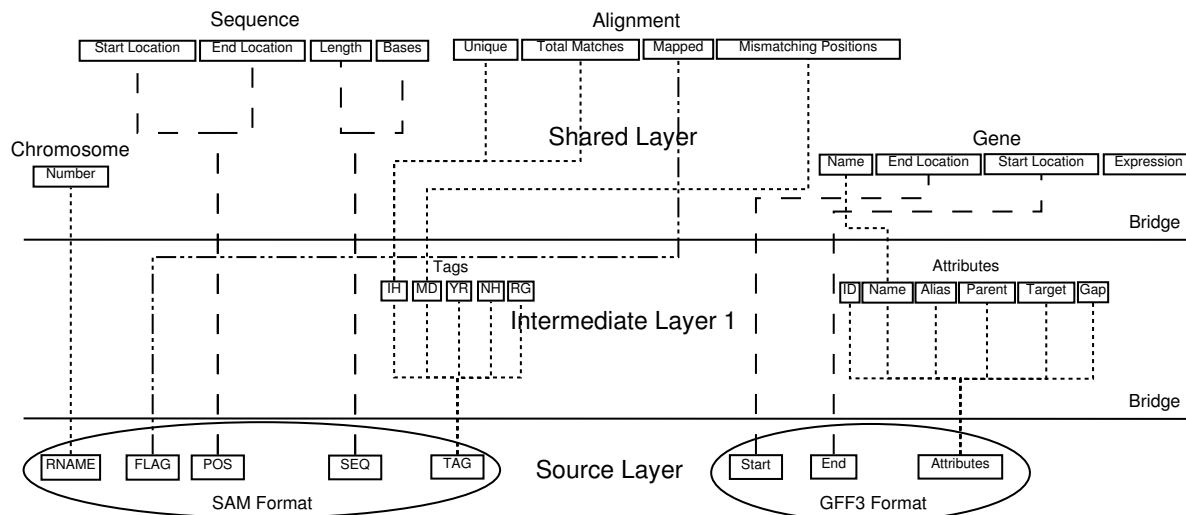 Sequence
Alignment
Start Location End Location Length Bases
Unique Total Matches Mapped Mismatching Positions
Shared Layer
Chromosome
Number
Gene
Name End Location Start Location Expression
Bridge
Tags
IH MD YR NH RG
Attributes
ID Name Alias Parent Target Gap
Intermediate Layer 1
Bridge
RNAME FLAG POS SEQ TAG
Source Layer
Start End Attributes
SAM Format
GFF3 Format